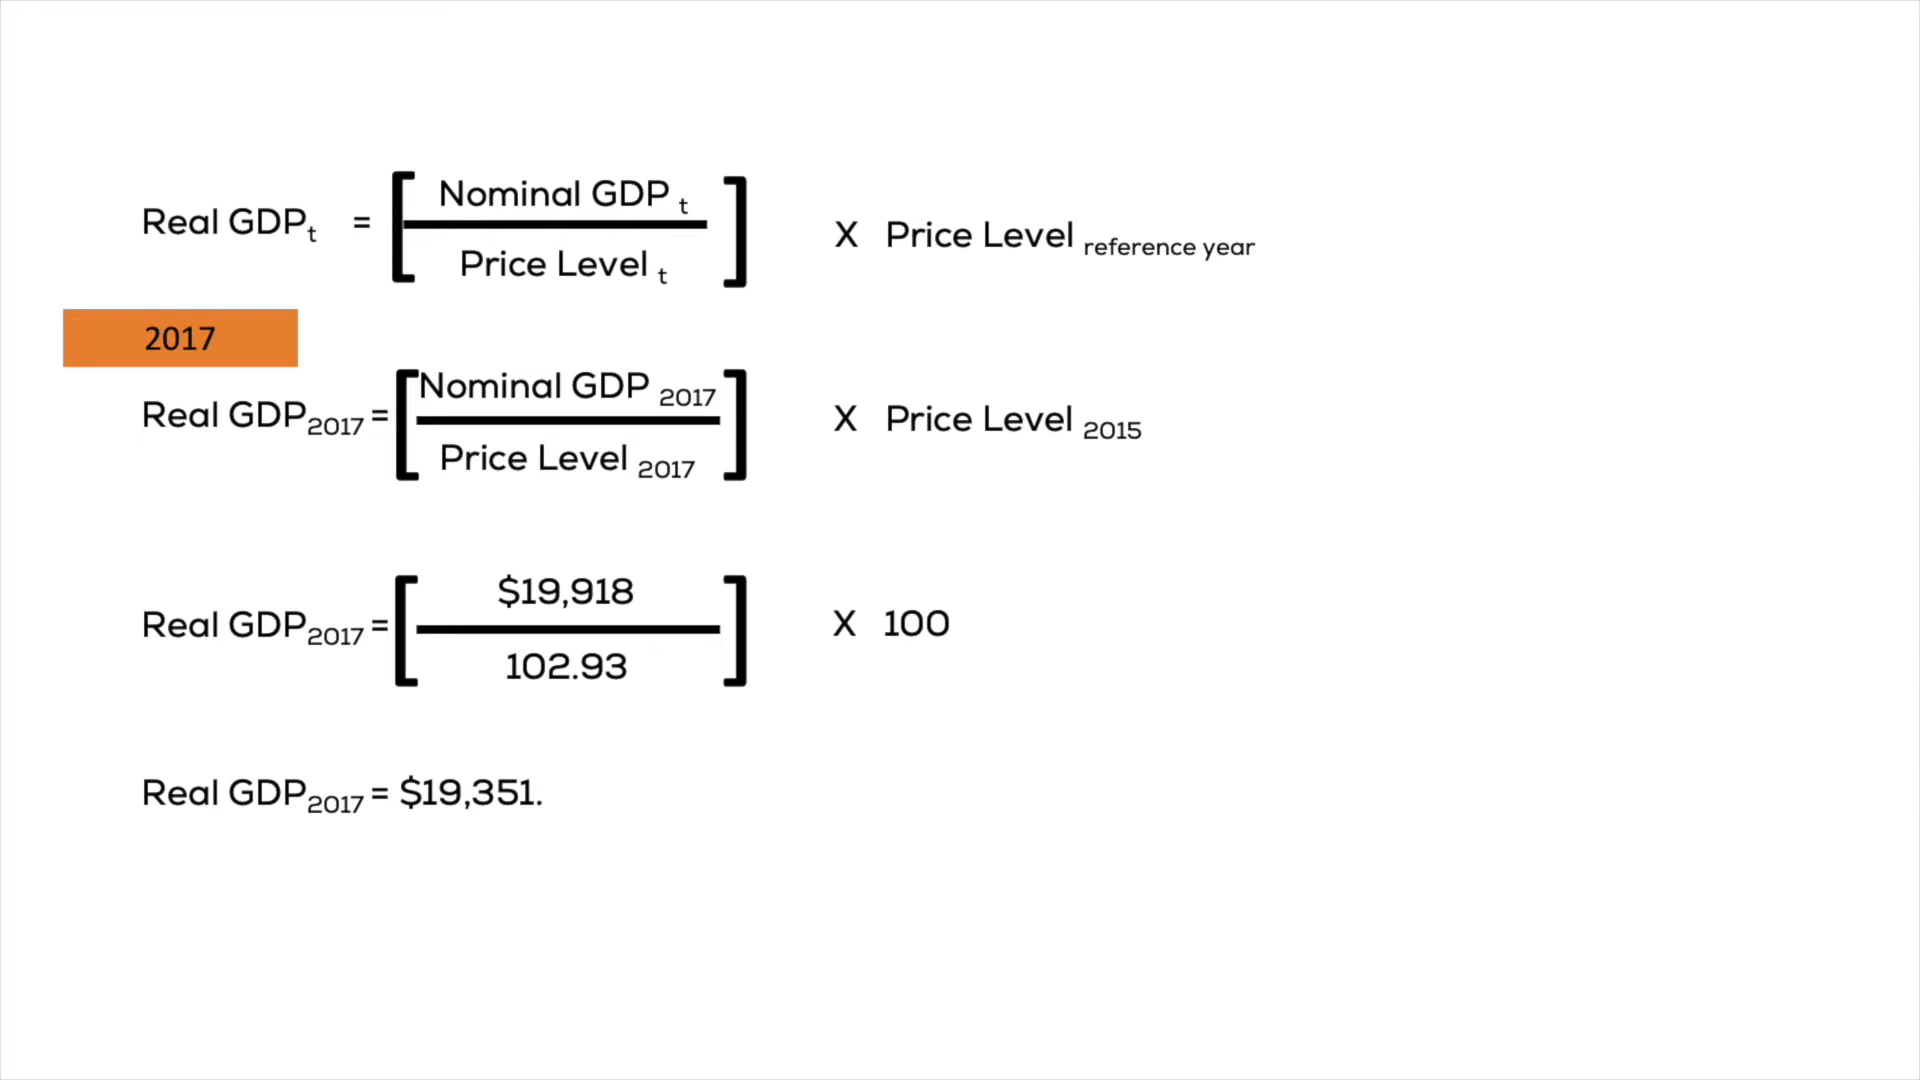 Real GDPt = [ Nominal GDP t / Price Level t ] X Price Level reference year
2017
Real GDP2017 = [ Nominal GDP 2017 / Price Level 2017 ] X Price Level 2015
Real GDP2017 = [ $19,918 / 102.93 ] X 100
Real GDP2017 = $19,351.